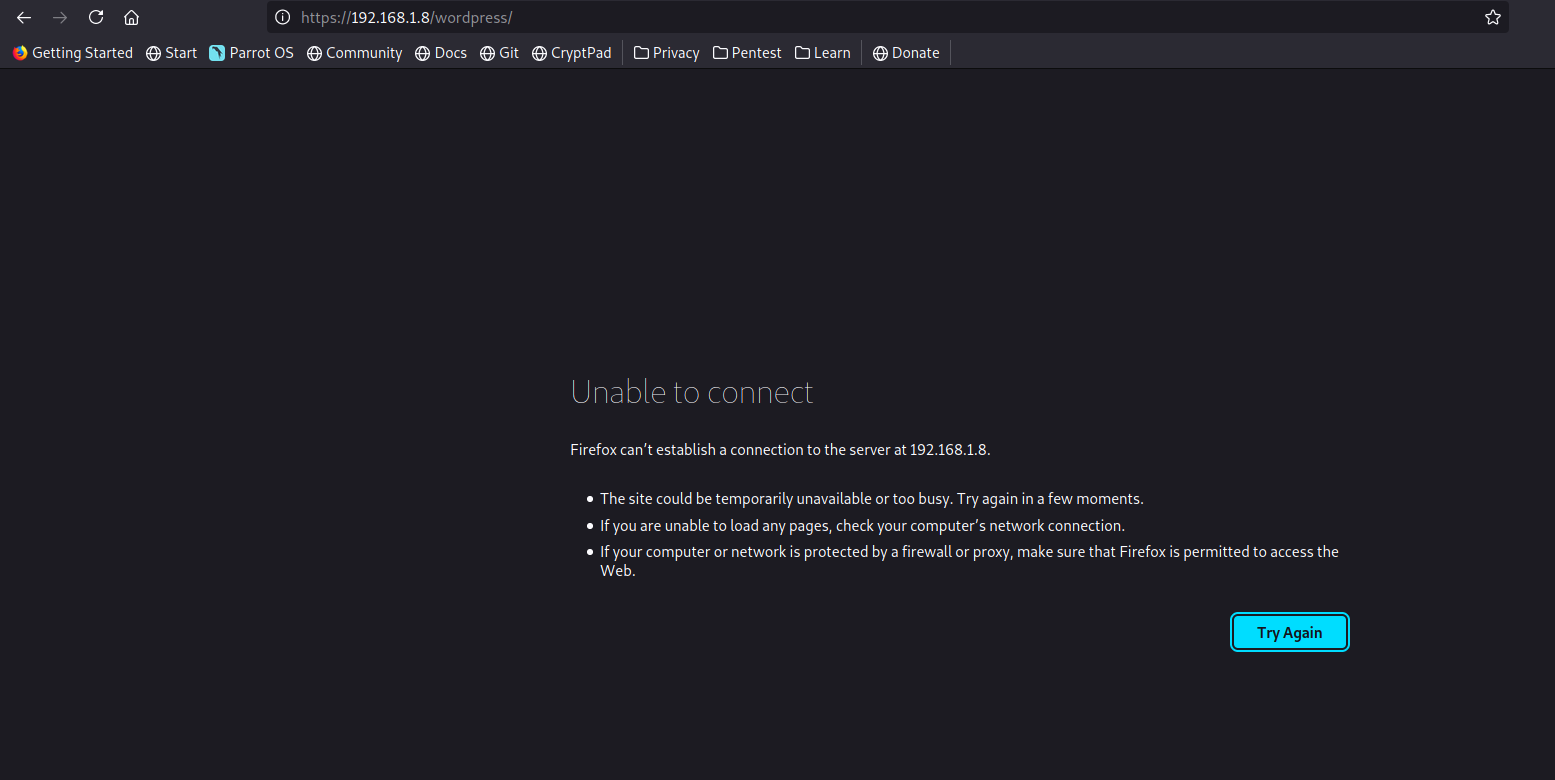 https://192.168.1.8/wordpress/
Getting Started Start Parrot OS Community Docs Git CryptPad Privacy Pentest Learn Donate
Unable to connect
Firefox can’t establish a connection to the server at 192.168.1.8.
The site could be temporarily unavailable or too busy. Try again in a few moments.
If you are unable to load any pages, check your computer’s network connection.
If your computer or network is protected by a firewall or proxy, make sure that Firefox is permitted to access the
Web.
Try Again